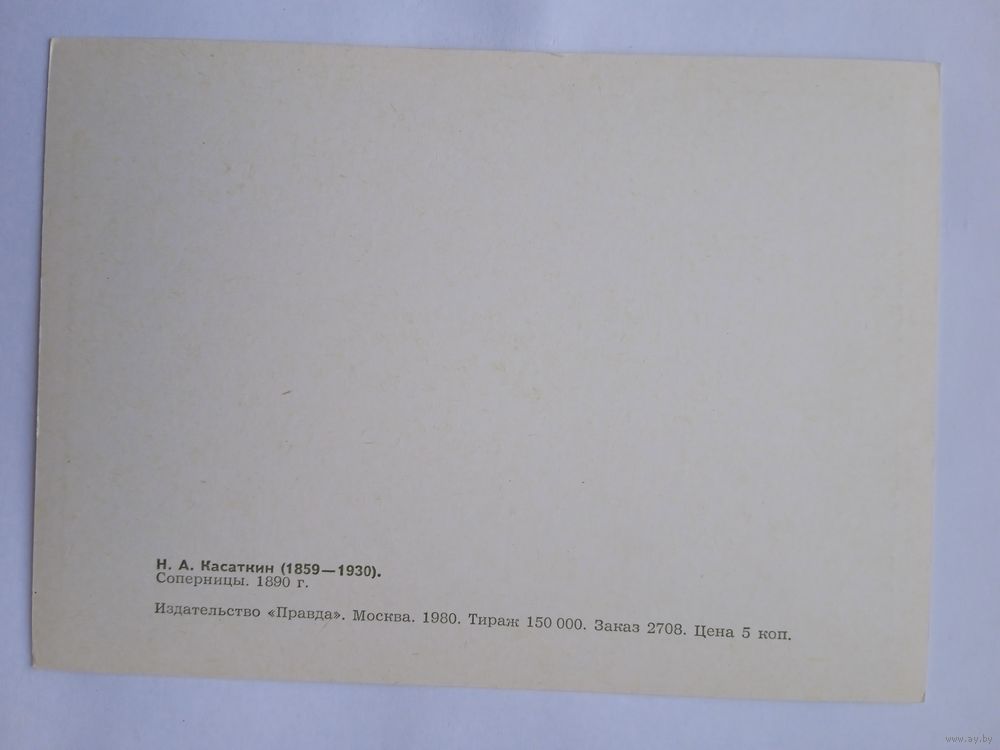 Н. А. Касаткин (1859—1930).
Соперницы. 1890 г.
Издательство «Правда». Москва. 1980. Тираж 150 000. Заказ 2708. Цена 5 коп.
www.ay.by